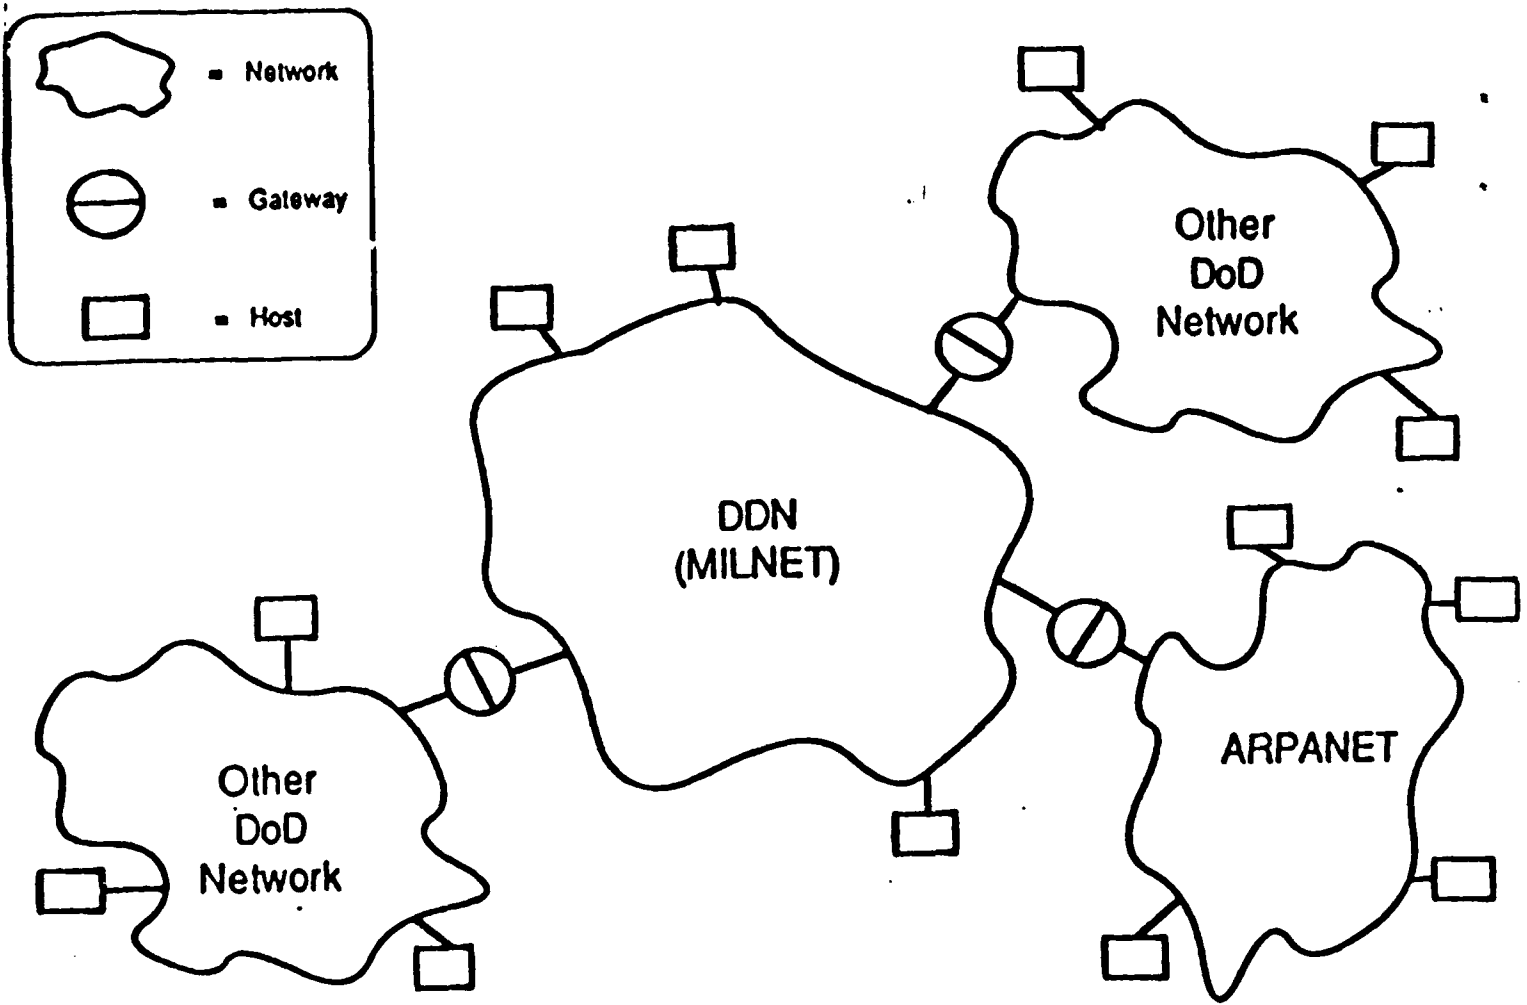 = Network
= Gateway
= Host
Other
DoD
Network
DDN
(MILNET)
ARPANET
Other
DoD
Network